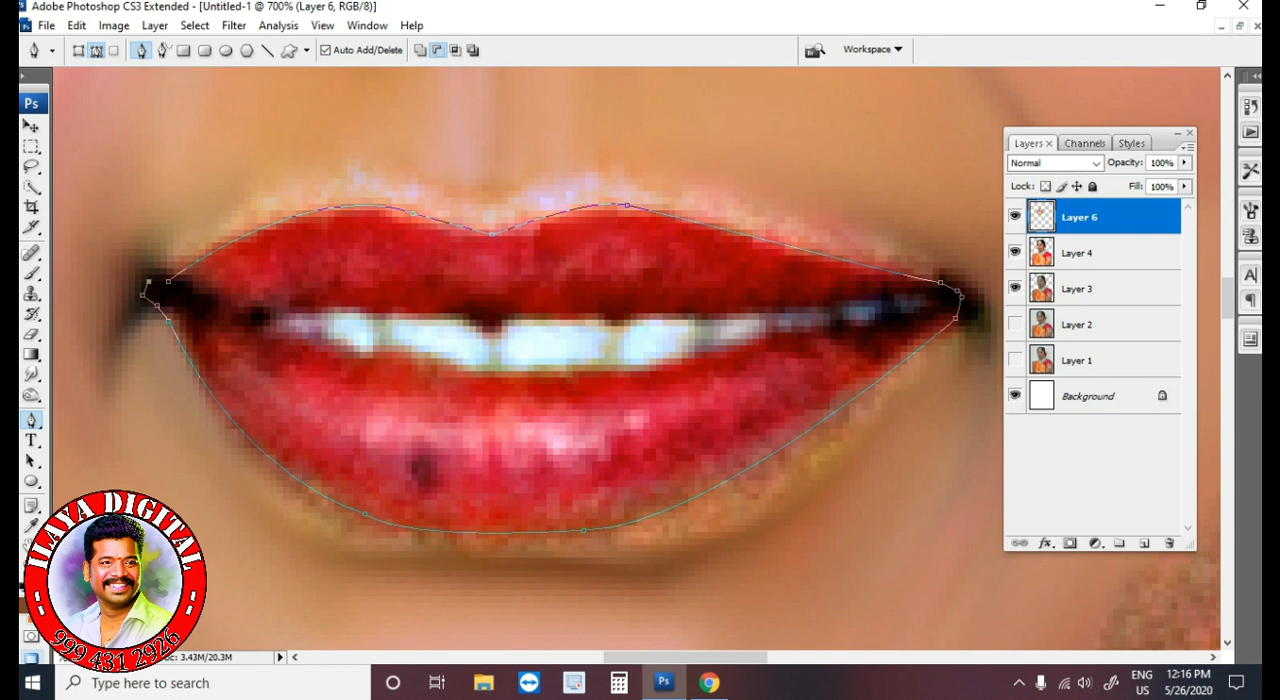 Adobe Photoshop CS3 Extended - [Untitled-1 @ 700% (Layer 6, RGB/8)]
File Edit Image Layer Select Filter Analysis View Window Help
Auto Add/Delete
Workspace
Ps
Layers Channels Styles
Normal Opacity: 100%
Lock: Fill: 100%
Layer 6
Layer 4
Layer 3
Layer 2
Layer 1
Background
fx
T
A
ILAYA DIGITAL
999 431 2926
3.43M/20.3M
Type here to search
Ps
ENG
US
12:16 PM
5/26/2020